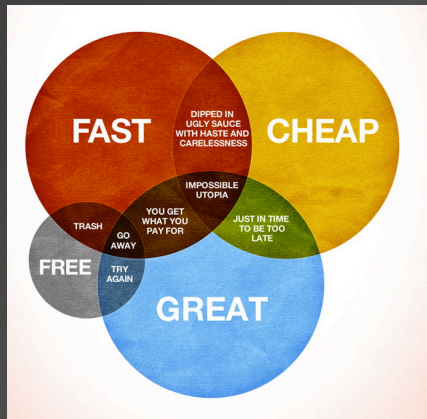 DIPPED IN
UGLY SAUCE
WITH HASTE AND
CARELESSNESS
FAST
CHEAP
IMPOSSIBLE
UTOPIA
YOU GET
WHAT YOU
PAY FOR
JUST IN TIME
TO BE TOO
LATE
TRASH
GO
AWAY
FREE
TRY
AGAIN
GREAT